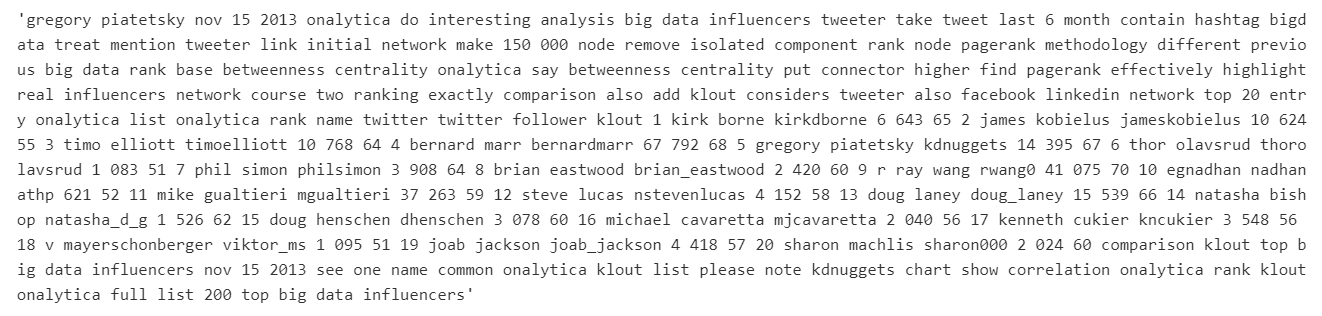 'gregory piatetsky nov 15 2013 onalytica do interesting analysis big data influencers tweeter take tweet last 6 month contain hashtag bigd
ata treat mention tweeter link initial network make 150 000 node remove isolated component rank node pagerank methodology different previo
us big data rank base betweenness centrality onalytica say betweenness centrality put connector higher find pagerank effectively highlight
real influencers network course two ranking exactly comparison also add klout considers tweeter also facebook linkedin network top 20 entr
y onalytica list onalytica rank name twitter twitter follower klout 1 kirk borne kirkdborne 6 643 65 2 james kobielus jameskobielus 10 624
55 3 timo elliott timoelliott 10 768 64 4 bernard marr bernardmarr 67 792 68 5 gregory piatetsky kdnuggets 14 395 67 6 thor olavsrud thoro
lavsrud 1 083 51 7 phil simon philsimon 3 908 64 8 brian eastwood brian_eastwood 2 420 60 9 r ray wang rwang0 41 075 70 10 egnadhan nadhan
athp 621 52 11 mike gualtieri mgualtieri 37 263 59 12 steve lucas nstevenlucas 4 152 58 13 doug laney doug_laney 15 539 66 14 natasha bish
op natasha_d_g 1 526 62 15 doug henschen dhenschen 3 078 60 16 michael cavaretta mjcavaretta 2 040 56 17 kenneth cukier kncukier 3 548 56
18 v mayerschonberger viktor_ms 1 095 51 19 joab jackson joab_jackson 4 418 57 20 sharon machlis sharon000 2 024 60 comparison klout top b
ig data influencers nov 15 2013 see one name common onalytica klout list please note kdnuggets chart show correlation onalytica rank klout
onalytica full list 200 top big data influencers'